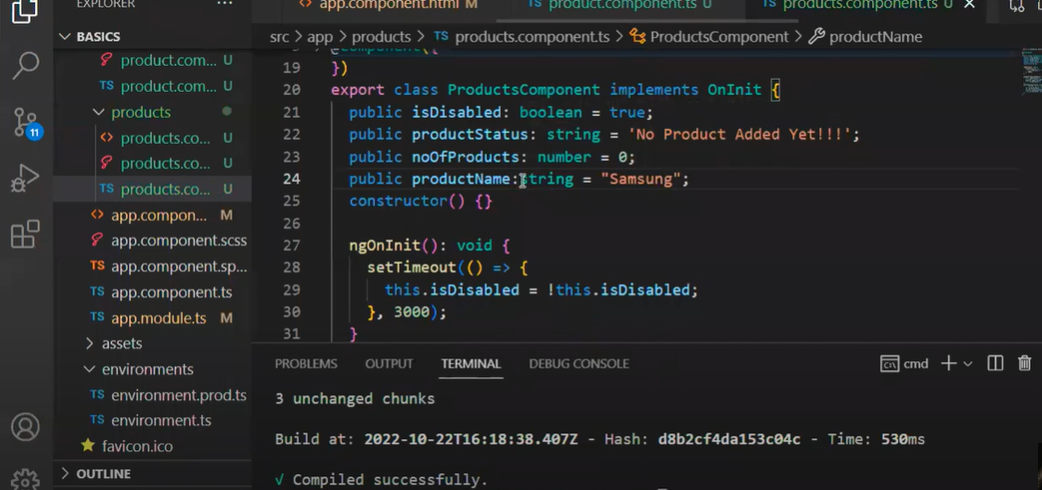 EXPLORER
BASICS
product.com... U
TS product.com... U
products
products.co... U
products.co... U
TS products.co... U
app.compon... M
app.component.scss
TS app.component.sp...
TS app.component.ts
TS app.module.ts M
assets
environments
TS environment.prod.ts
TS environment.ts
favicon.ico
OUTLINE
11
app.component.html M
TS product.component.ts U
TS products.component.ts U
src > app > products > TS products.component.ts > ProductsComponent > productName
@Component({
19 })
20 export class ProductsComponent implements OnInit {
21 public isDisabled: boolean = true;
22 public productStatus: string = 'No Product Added Yet!!!';
23 public noOfProducts: number = 0;
24 public productName:string = "Samsung";
25 constructor() {}
26
27 ngOnInit(): void {
28 setTimeout(() => {
29 this.isDisabled = !this.isDisabled;
30 }, 3000);
31 }
PROBLEMS OUTPUT TERMINAL DEBUG CONSOLE cmd
3 unchanged chunks
Build at: 2022-10-22T16:18:38.407Z - Hash: d8b2cf4da153c04c - Time: 530ms
√ Compiled successfully.